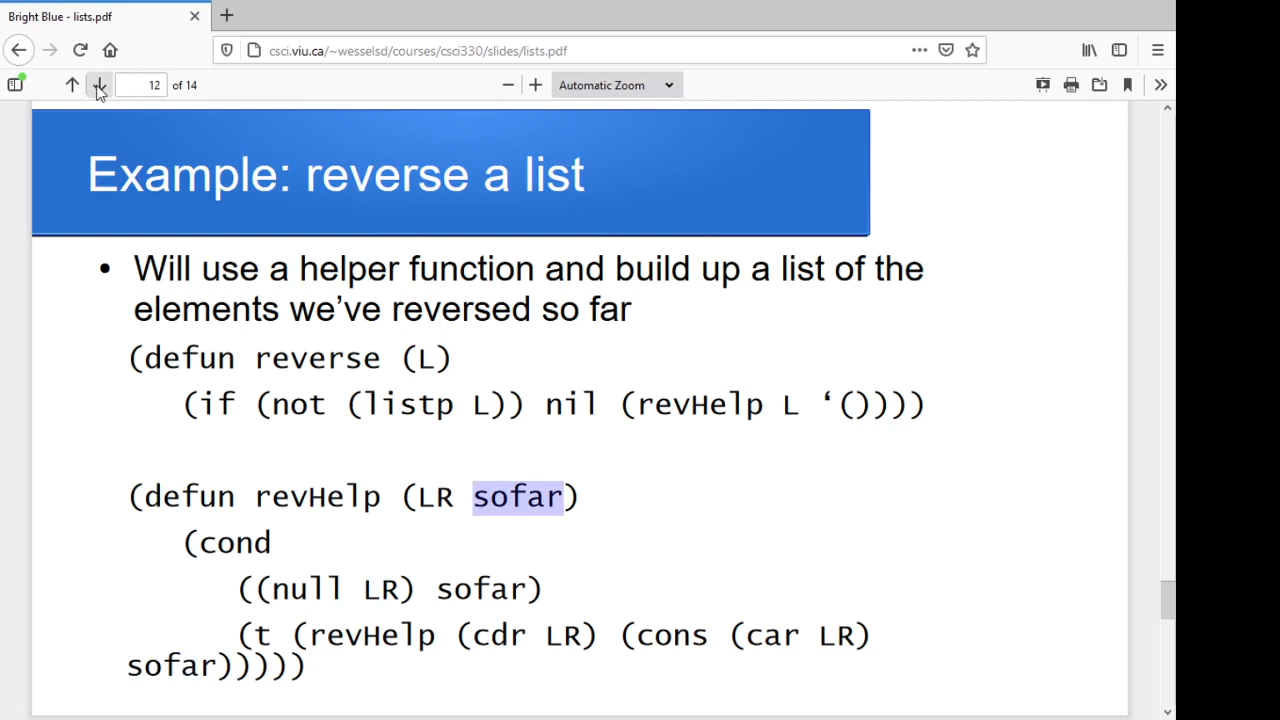 Bright Blue - lists.pdf
csci.viu.ca/~wesselsd/courses/csci330/slides/lists.pdf
12 of 14
Automatic Zoom
Example: reverse a list
• Will use a helper function and build up a list of the
elements we’ve reversed so far
(defun reverse (L)
(if (not (listp L)) nil (revHelp L ‘())))
(defun revHelp (LR sofar)
(cond
((null LR) sofar)
(t (revHelp (cdr LR) (cons (car LR)
sofar)))))